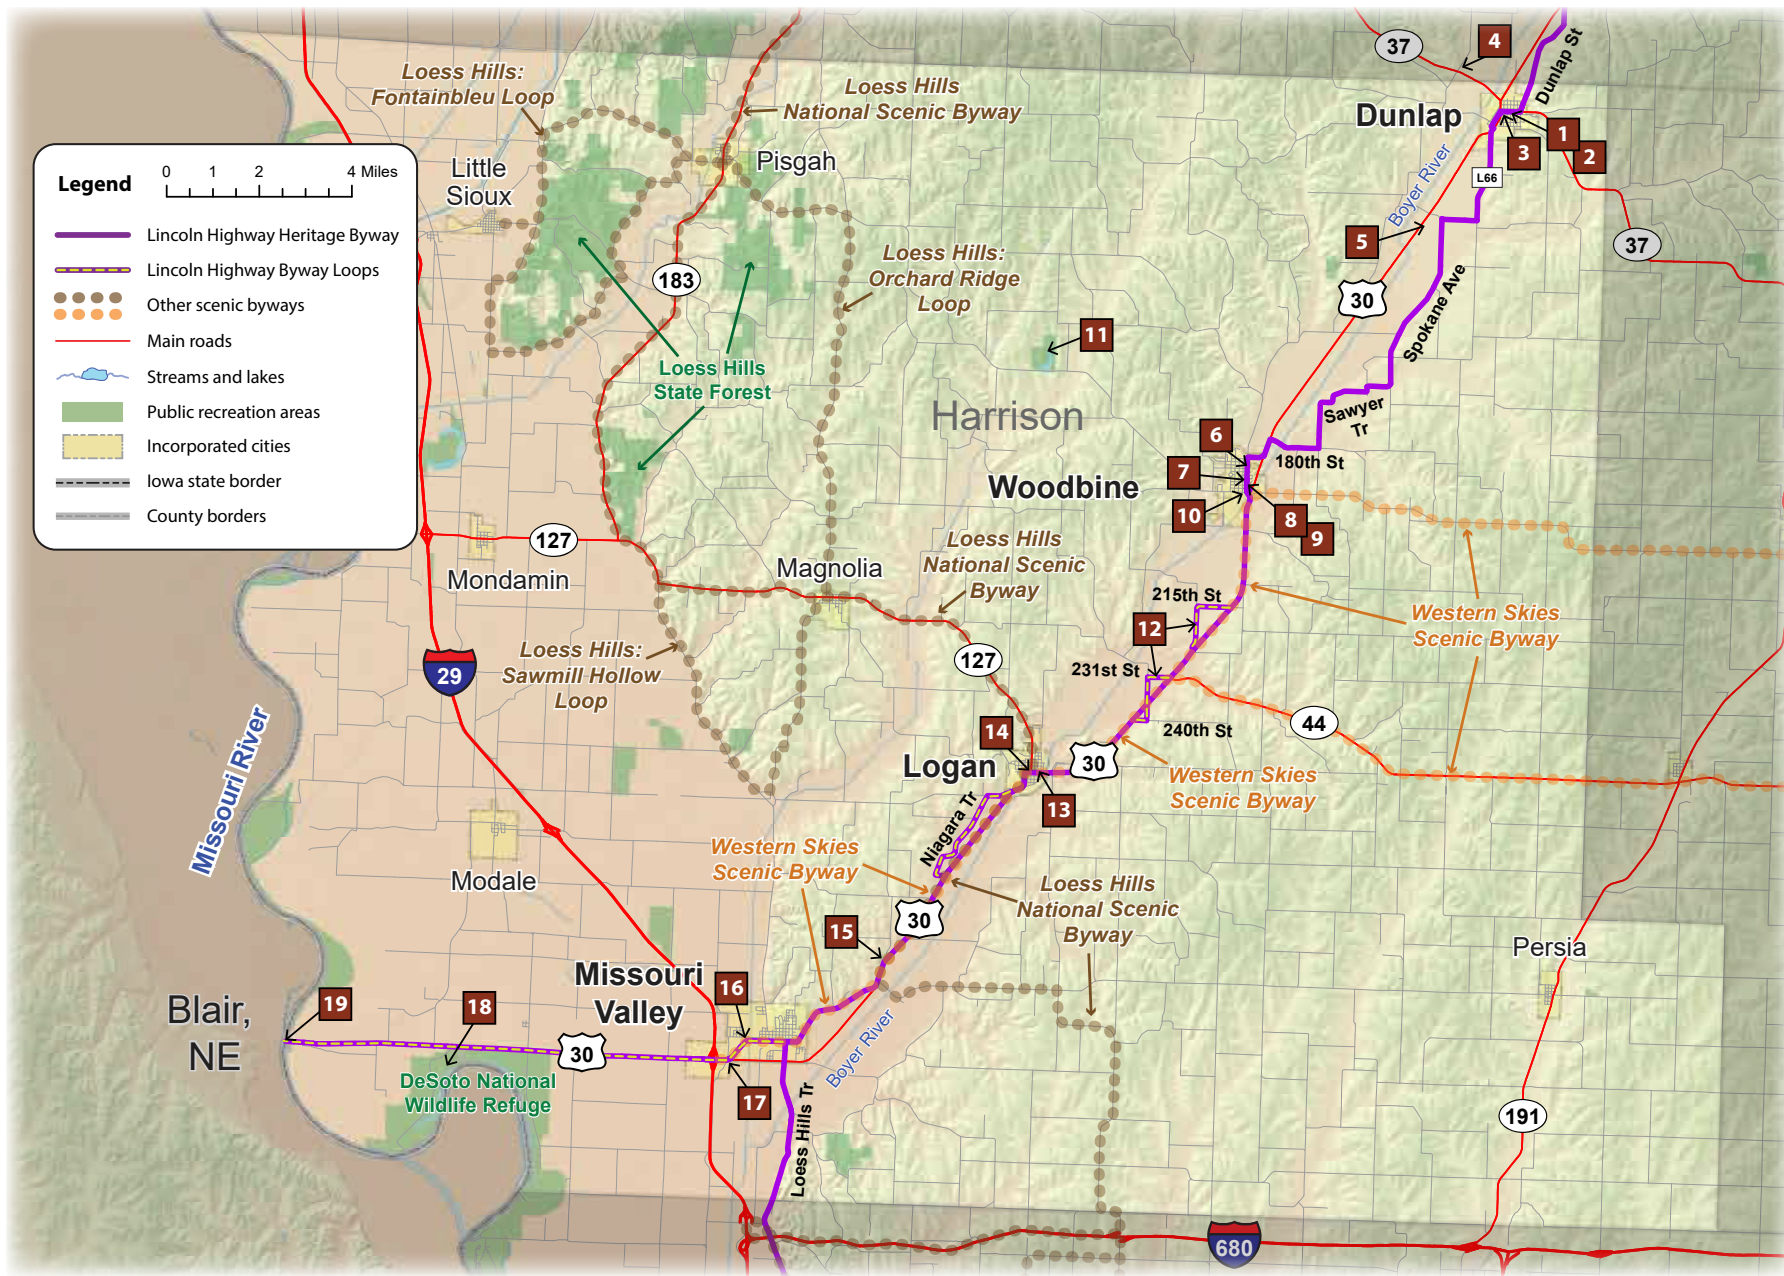 Legend
0 1 2 4 Miles
Lincoln Highway Heritage Byway
Lincoln Highway Byway Loops
Other scenic byways
Main roads
Streams and lakes
Public recreation areas
Incorporated cities
Iowa state border
County borders
Loess Hills:
Fontainbleu Loop
Loess Hills
National Scenic Byway
37
4
Dunlap St
Dunlap
1
2
3
L66
Boyer River
37
5
30
Spokane Ave
Little
Sioux
Pisgah
183
Loess Hills:
Orchard Ridge
Loop
11
Loess Hills
State Forest
Harrison
Sawyer
Tr
180th St
6
7
Woodbine
10
8
9
127
Mondamin
Magnolia
Loess Hills
National Scenic
Byway
215th St
12
Western Skies
Scenic Byway
231st St
127
29
Loess Hills:
Sawmill Hollow
Loop
240th St
44
14
Logan
30
13
Western Skies
Scenic Byway
Missouri River
Niagara Tr
Modale
Western Skies
Scenic Byway
Loess Hills
National Scenic
Byway
30
15
Persia
Missouri
Valley
16
Blair,
NE
19
18
30
DeSoto National
Wildlife Refuge
17
Boyer River
Loess Hills Tr
191
680